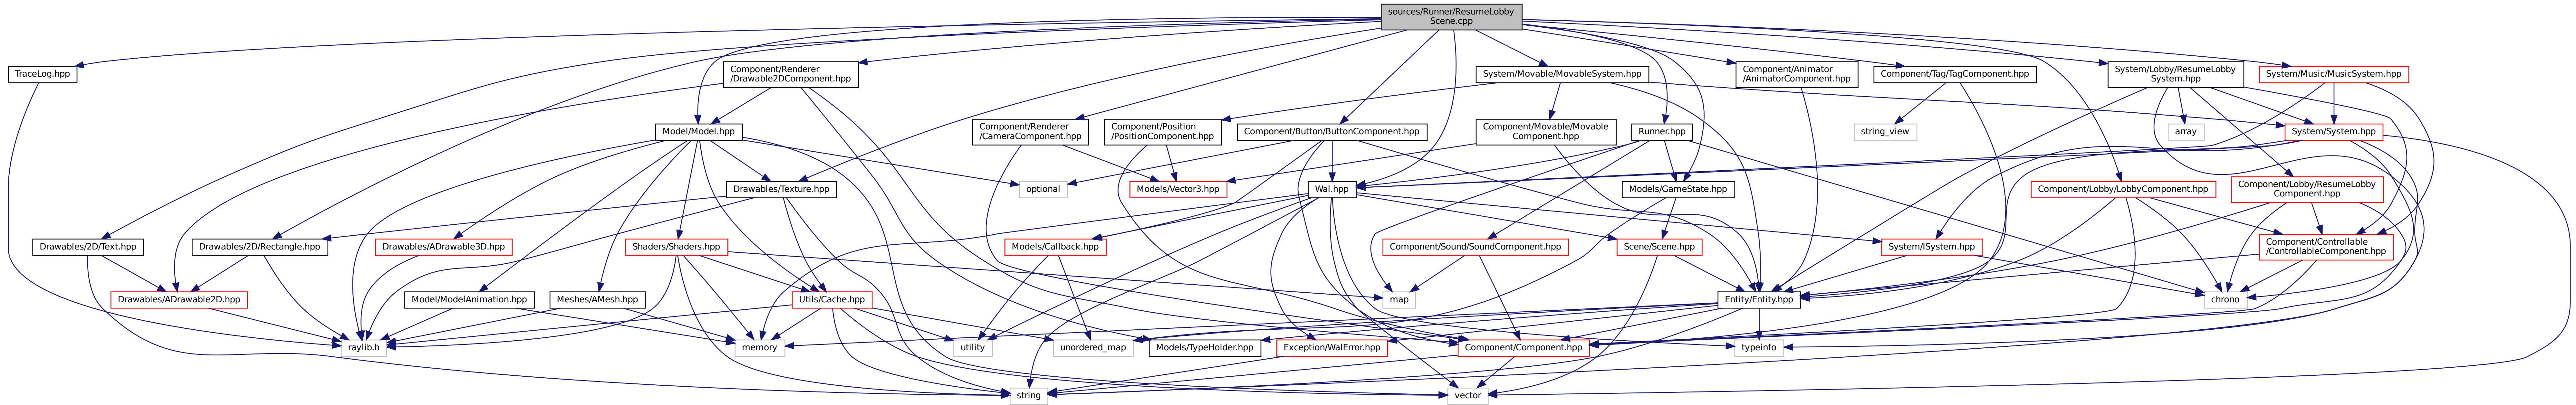 sources/Runner/ResumeLobby
Scene.cpp
TraceLog.hpp
Component/Renderer
/Drawable2DComponent.hpp
System/Movable/MovableSystem.hpp
Component/Animator
/AnimatorComponent.hpp
Component/Tag/TagComponent.hpp
System/Lobby/ResumeLobby
System.hpp
System/Music/MusicSystem.hpp
Model/Model.hpp
Component/Renderer
/CameraComponent.hpp
Component/Position
/PositionComponent.hpp
Component/Button/ButtonComponent.hpp
Component/Movable/Movable
Component.hpp
Runner.hpp
string_view
array
System/System.hpp
Drawables/Texture.hpp
optional
Models/Vector3.hpp
Wal.hpp
Models/GameState.hpp
Component/Lobby/LobbyComponent.hpp
Component/Lobby/ResumeLobby
Component.hpp
Drawables/2D/Text.hpp
Drawables/2D/Rectangle.hpp
Drawables/ADrawable3D.hpp
Shaders/Shaders.hpp
Models/Callback.hpp
Component/Sound/SoundComponent.hpp
Scene/Scene.hpp
System/ISystem.hpp
Component/Controllable
/ControllableComponent.hpp
Drawables/ADrawable2D.hpp
Model/ModelAnimation.hpp
Meshes/AMesh.hpp
Utils/Cache.hpp
map
Entity/Entity.hpp
chrono
raylib.h
memory
utility
unordered_map
Models/TypeHolder.hpp
Exception/WalError.hpp
Component/Component.hpp
typeinfo
string
vector